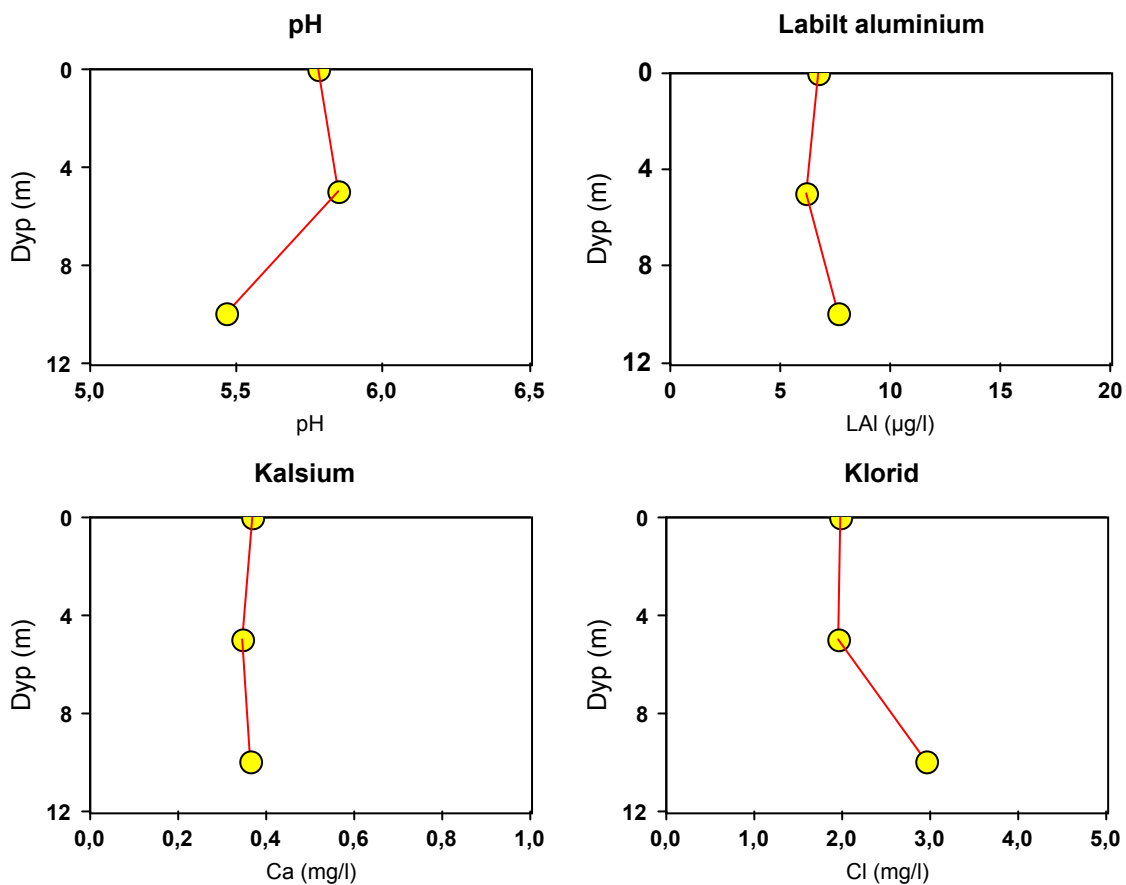 pH
0
4
8
12
Dyp (m)
5,0 5,5 6,0 6,5
pH
Labilt aluminium
0
4
8
12
Dyp (m)
0 5 10 15 20
LAl (µg/l)
Kalsium
0
4
8
12
Dyp (m)
0,0 0,2 0,4 0,6 0,8 1,0
Ca (mg/l)
Klorid
0
4
8
12
Dyp (m)
0,0 1,0 2,0 3,0 4,0 5,0
Cl (mg/l)